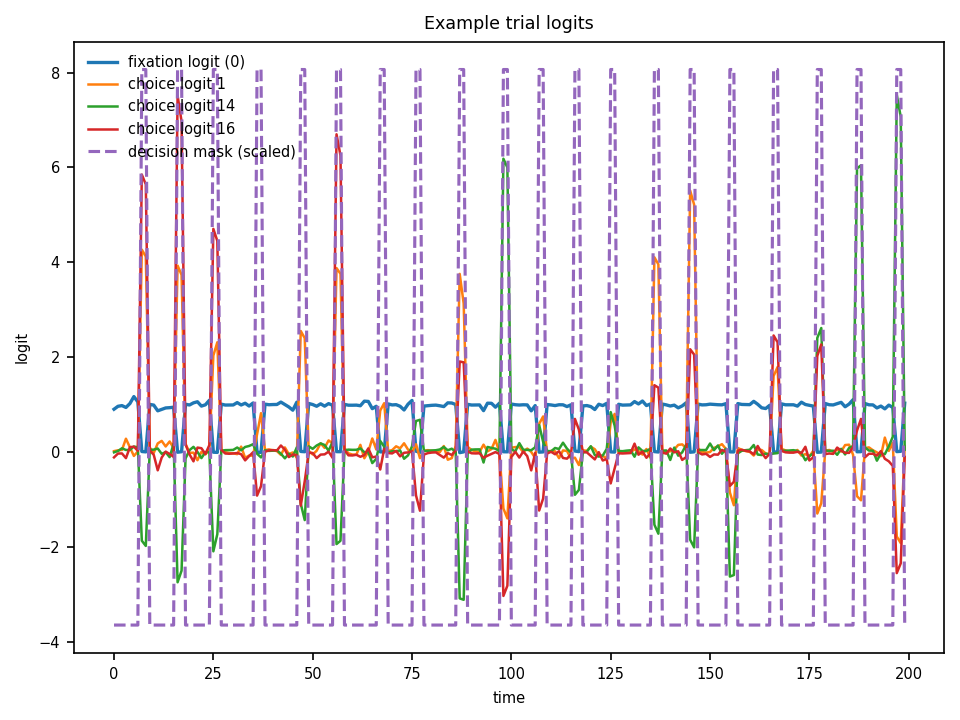 Example trial logits
fixation logit (0)
choice logit 1
choice logit 14
choice logit 16
decision mask (scaled)
8
6
4
2
0
−2
−4
logit
0 25 50 75 100 125 150 175 200
time